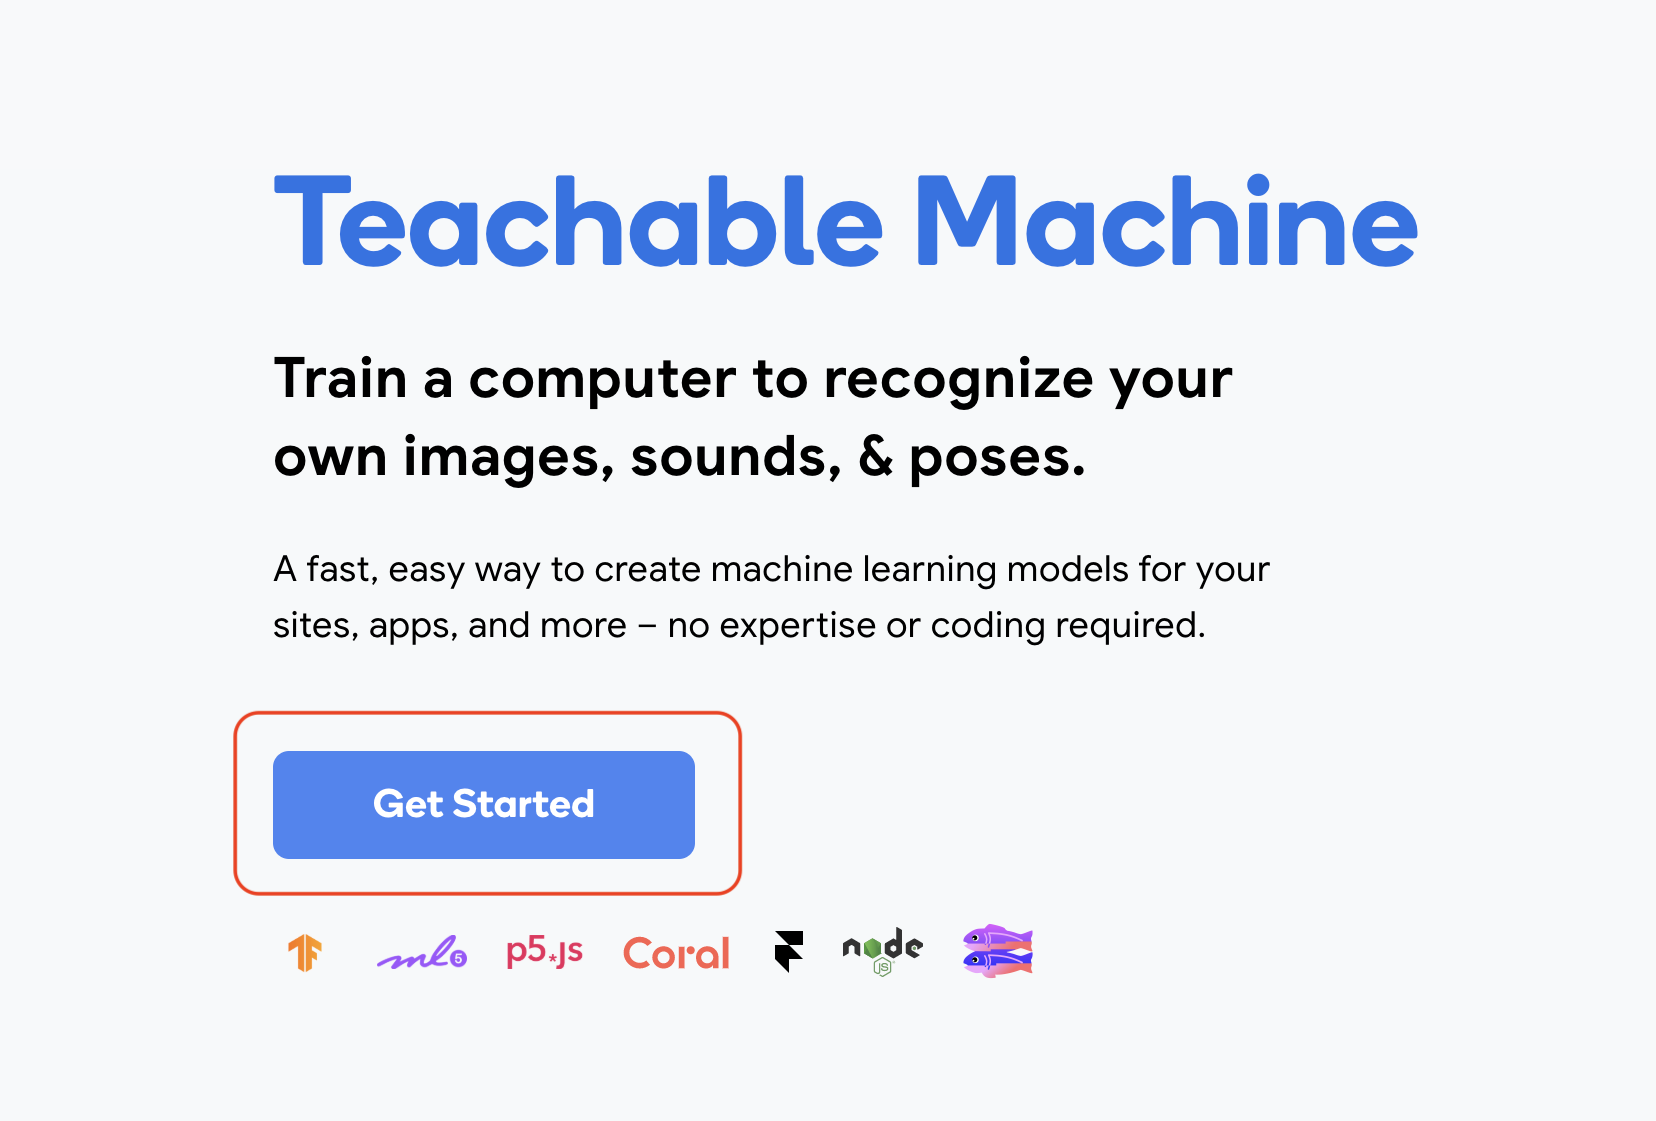 Teachable Machine
Train a computer to recognize your
own images, sounds, & poses.
A fast, easy way to create machine learning models for your
sites, apps, and more – no expertise or coding required.
Get Started
TF ml5 p5*js Coral node JS